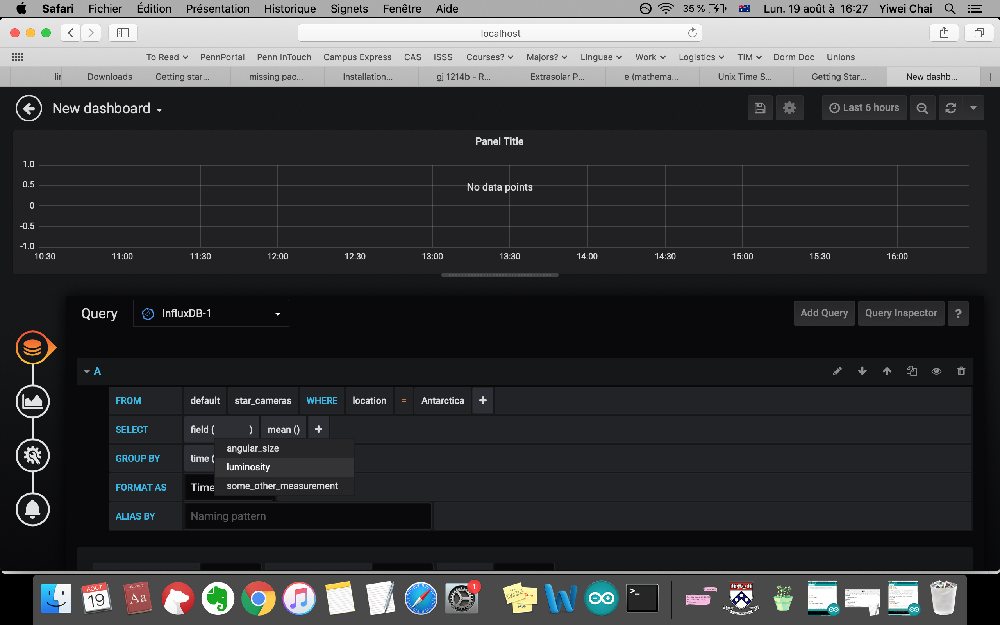 Safari Fichier Édition Présentation Historique Signets Fenêtre Aide 35 % Lun. 19 août à 16:27 Yiwei Chai
localhost
To Read PennPortal Penn InTouch Campus Express CAS ISSS Courses? Majors? Linguae Work Logistics TIM Dorm Doc Unions
Downloads Getting star... missing pac... Installation... gj 1214b - R... Extrasolar P... e (mathema... Unix Time S... Getting Star... New dashb...
New dashboard Last 6 hours
Panel Title
1.0
0.5
No data points
0
-0.5
-1.0
10:30 11:00 11:30 12:00 12:30 13:00 13:30 14:00 14:30 15:00 15:30 16:00
Query InfluxDB-1 Add Query Query Inspector ?
A
FROM default star_cameras WHERE location = Antarctica +
SELECT field ( ) mean () +
angular_size
GROUP BY time (
luminosity
some_other_measurement
FORMAT AS Time
ALIAS BY Naming pattern
AOÛT
19
Dictionary
Aa
1
555-7361
EGGS
MILK
W
>_
I love you